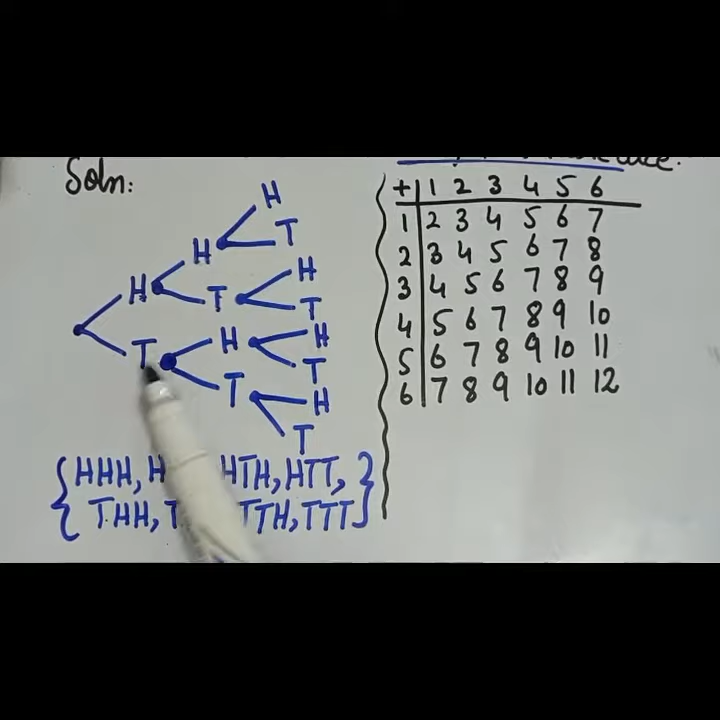 Soln:
H
H T
H T H
T
T H H
T
T H
T
{HHH, HTH, HTT,
THH, TTH, TTT}
+ 1 2 3 4 5 6
1 2 3 4 5 6 7
2 3 4 5 6 7 8
3 4 5 6 7 8 9
4 5 6 7 8 9 10
5 6 7 8 9 10 11
6 7 8 9 10 11 12